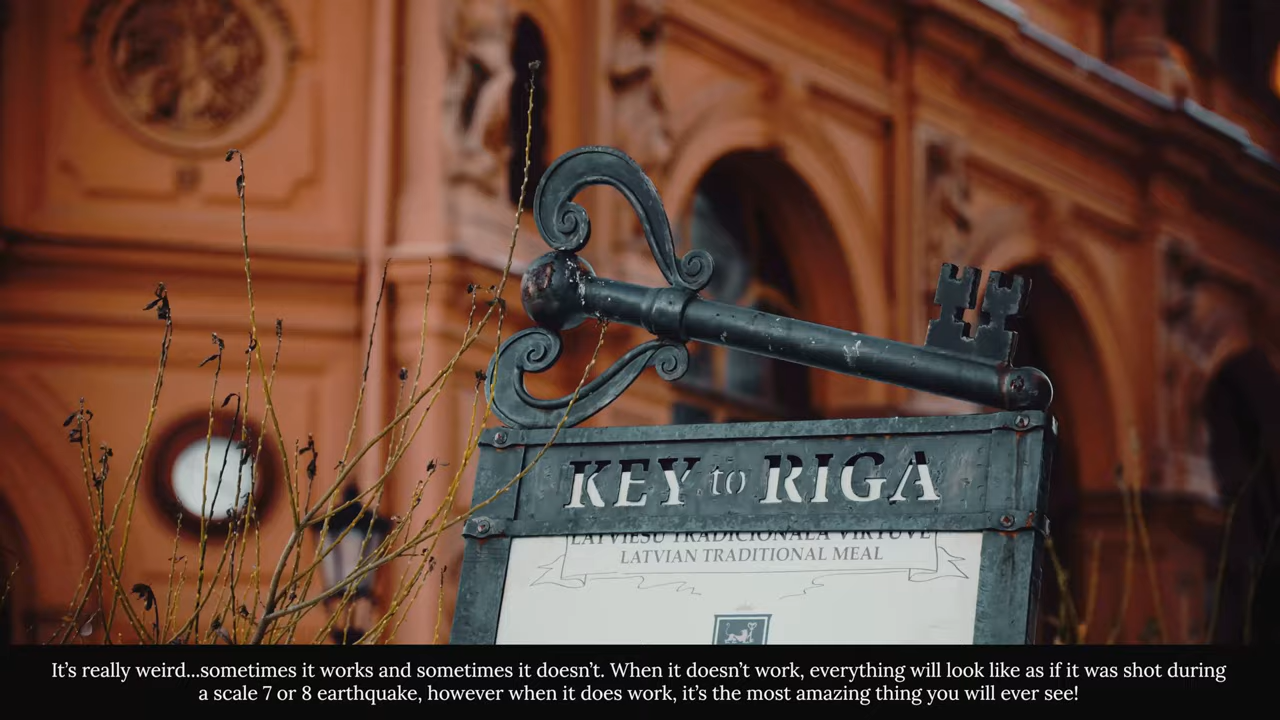 KEY to RIGA
LATVIEŠU TRADICIONĀLĀ VIRTUVE
LATVIAN TRADITIONAL MEAL
It’s really weird...sometimes it works and sometimes it doesn’t. When it doesn’t work, everything will look like as if it was shot during
a scale 7 or 8 earthquake, however when it does work, it’s the most amazing thing you will ever see!